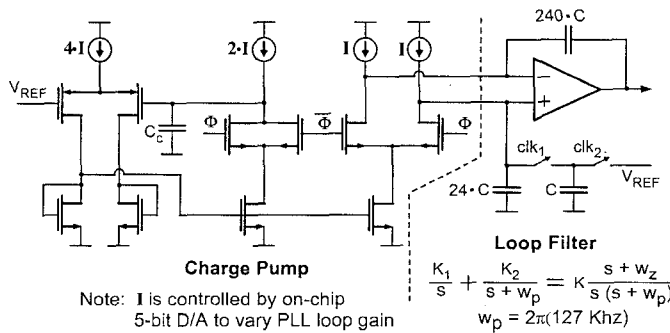 4·I
2·I
I
I
240·C
V_REF
C_c
Φ
Φ̅
Φ
−
+
clk₁
clk₂
24·C
C
V_REF
Charge Pump
Loop Filter
Note: I is controlled by on-chip
5-bit D/A to vary PLL loop gain
K₁/s + K₂/(s + w_p) = K (s + w_z)/(s (s + w_p))
w_p = 2π(127 Khz)